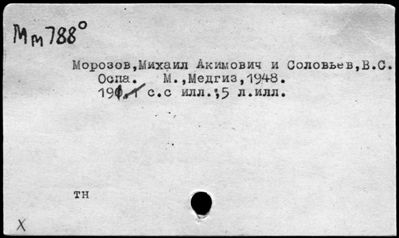 Мм788°
Морозов,Михаил Акимович и Соловьев,В.С.
Оспа. М.,Медгиз,1948.
с.с илл.;5 л.илл.
тн
x